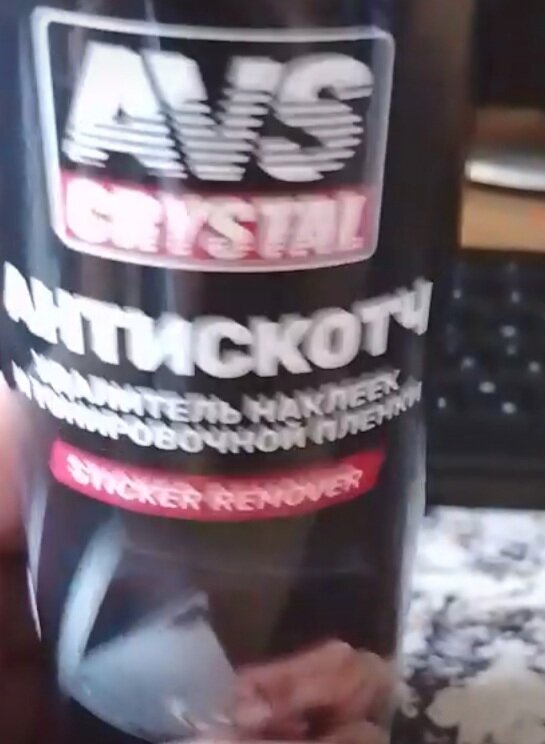 AVS
CRYSTAL
АНТИСКОТЧ
УДАЛИТЕЛЬ НАКЛЕЕК
И ТОНИРОВОЧНОЙ ПЛЕНКИ
STICKER REMOVER